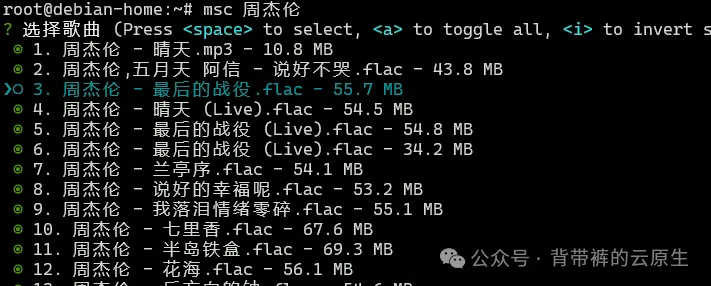 root@debian-home:~# msc 周杰伦
? 选择歌曲 (Press <space> to select, <a> to toggle all, <i> to invert s
1. 周杰伦 - 晴天.mp3 - 10.8 MB
2. 周杰伦,五月天 阿信 - 说好不哭.flac - 43.8 MB
❯○ 3. 周杰伦 - 最后的战役.flac - 55.7 MB
4. 周杰伦 - 晴天 (Live).flac - 54.5 MB
5. 周杰伦 - 最后的战役 (Live).flac - 54.8 MB
6. 周杰伦 - 最后的战役 (Live).flac - 34.2 MB
7. 周杰伦 - 兰亭序.flac - 54.1 MB
8. 周杰伦 - 说好的幸福呢.flac - 53.2 MB
9. 周杰伦 - 我落泪情绪零碎.flac - 55.1 MB
10. 周杰伦 - 七里香.flac - 67.6 MB
11. 周杰伦 - 半岛铁盒.flac - 69.3 MB
12. 周杰伦 - 花海.flac - 56.1 MB
公众号 · 背带裤的云原生